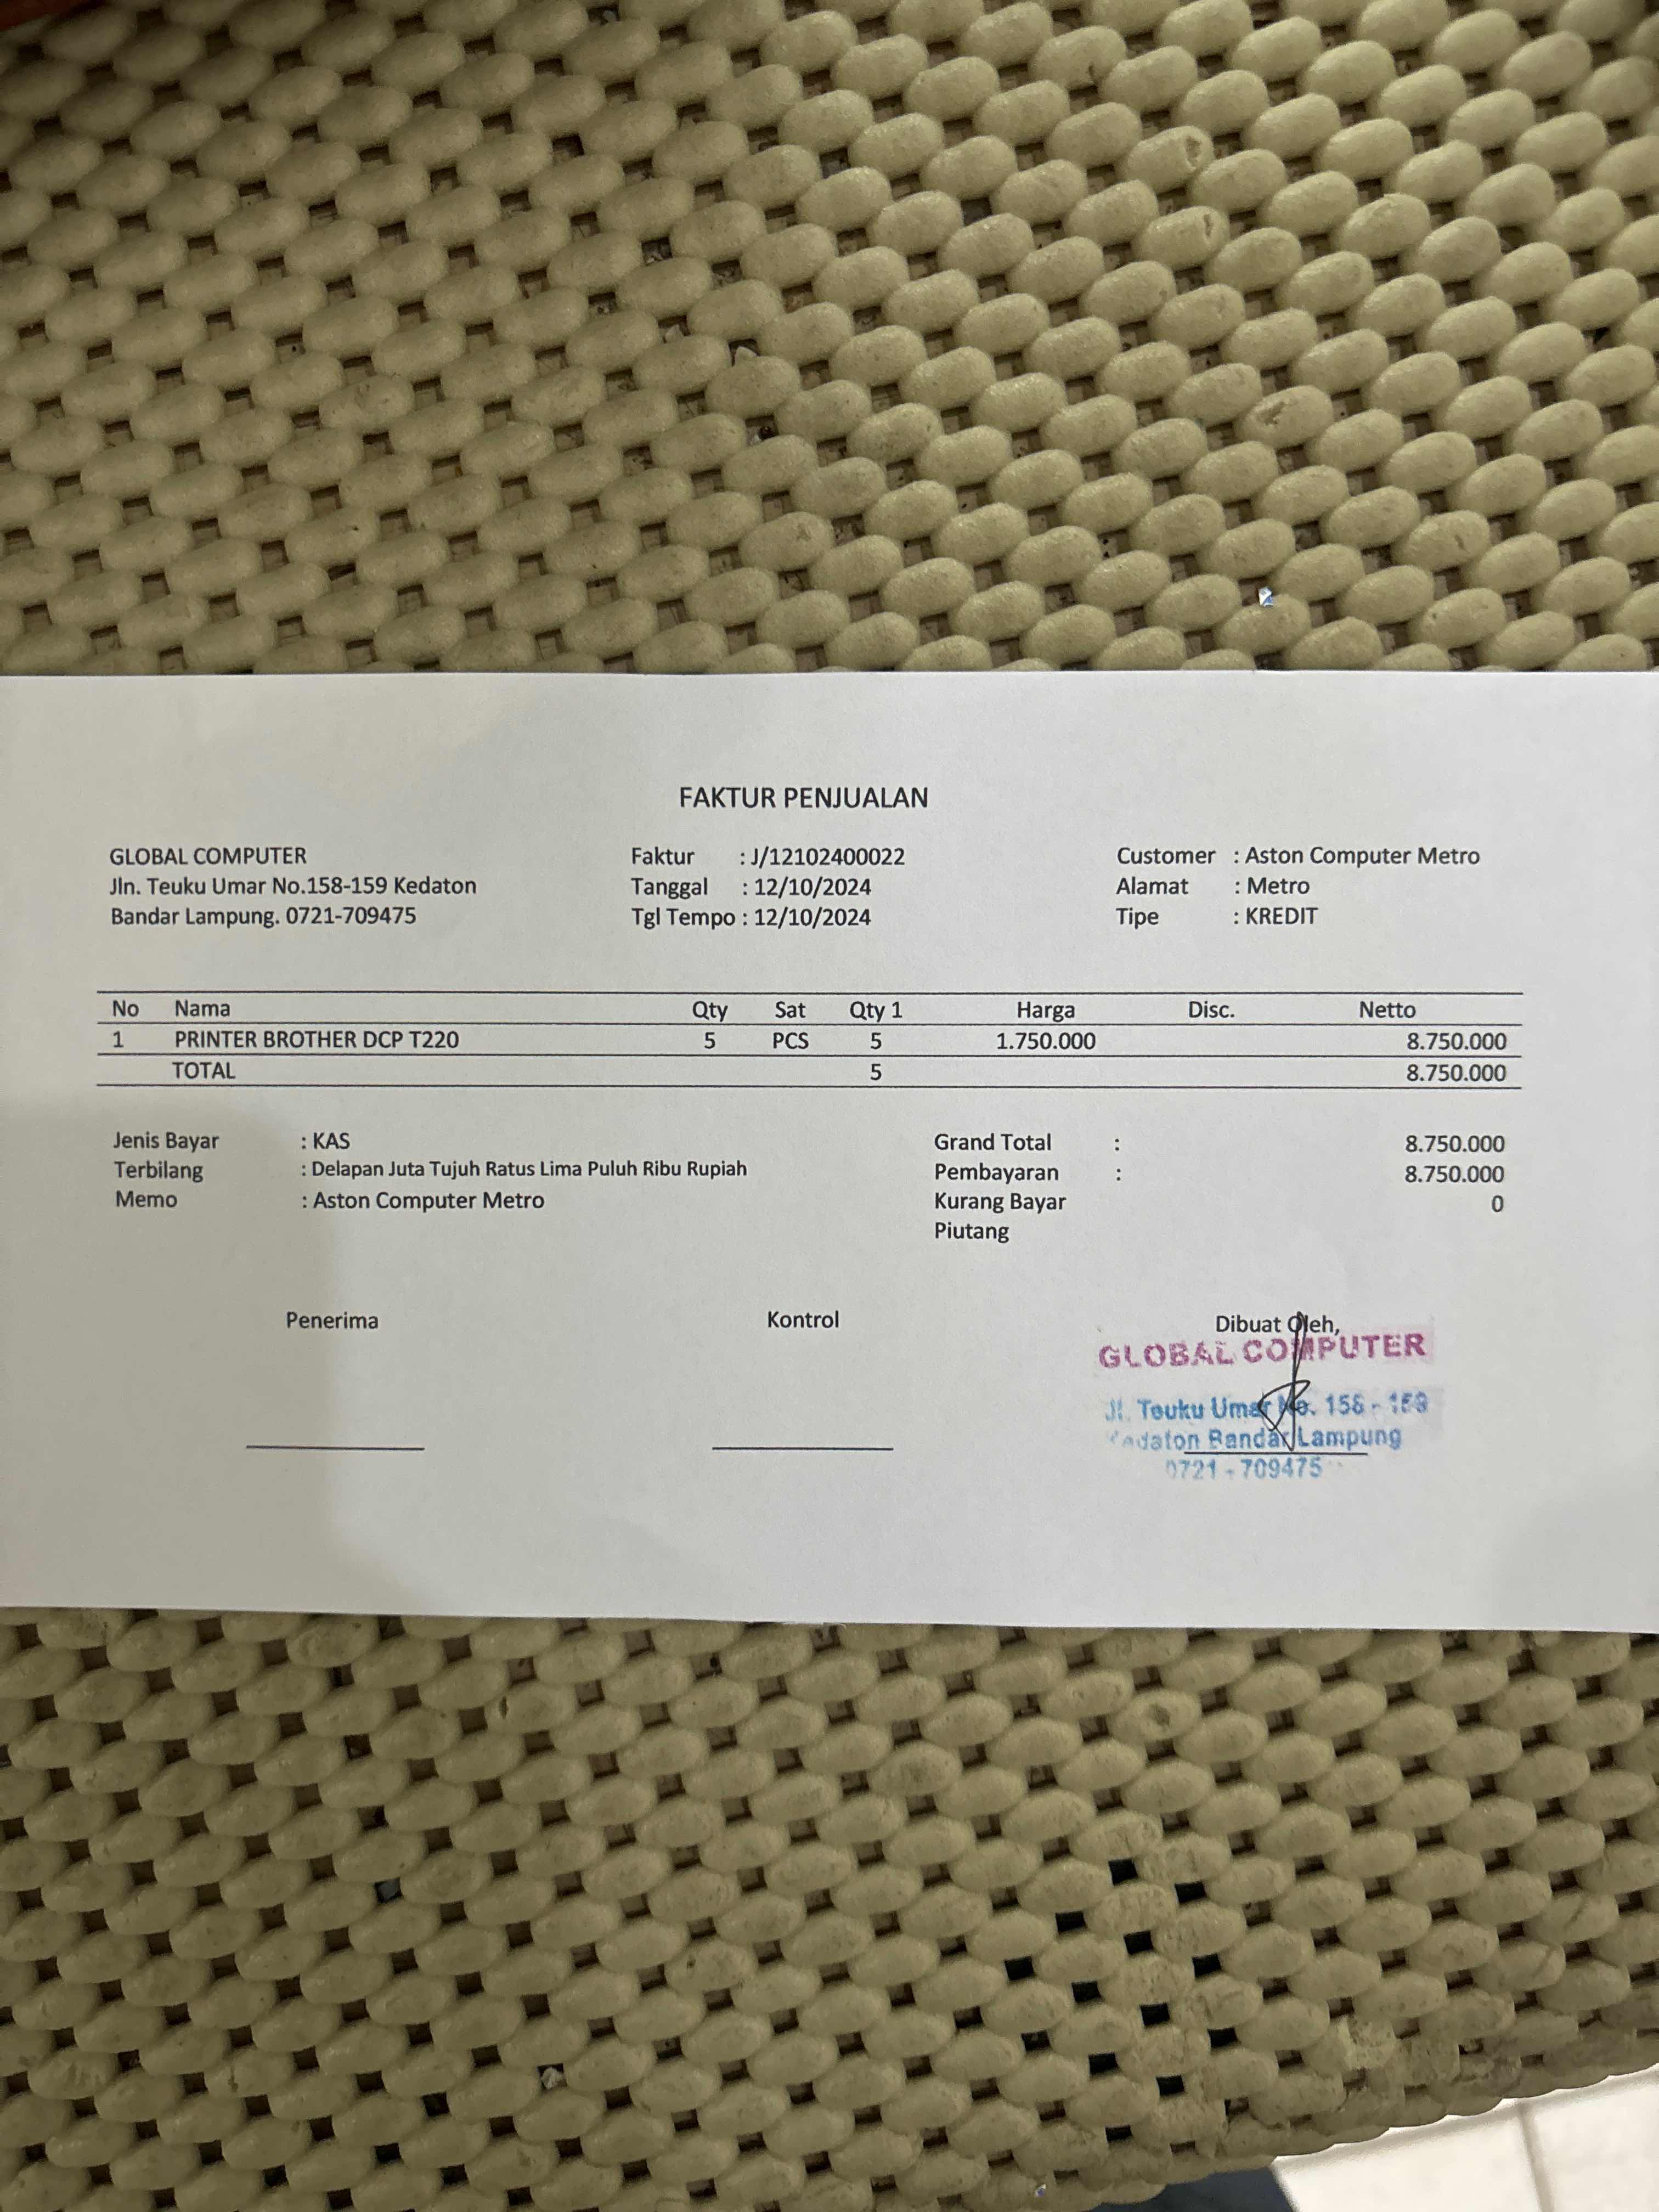 FAKTUR PENJUALAN
GLOBAL COMPUTER
Jln. Teuku Umar No.158-159 Kedaton
Bandar Lampung. 0721-709475
Faktur : J/12102400022
Tanggal : 12/10/2024
Tgl Tempo : 12/10/2024
Customer : Aston Computer Metro
Alamat : Metro
Tipe : KREDIT
No Nama Qty Sat Qty 1 Harga Disc. Netto
1 PRINTER BROTHER DCP T220 5 PCS 5 1.750.000 8.750.000
TOTAL 5 8.750.000
Jenis Bayar : KAS
Terbilang : Delapan Juta Tujuh Ratus Lima Puluh Ribu Rupiah
Memo : Aston Computer Metro
Grand Total : 8.750.000
Pembayaran : 8.750.000
Kurang Bayar 0
Piutang
Penerima
Kontrol
Dibuat Oleh,
GLOBAL COMPUTER
Jl. Teuku Umar No. 158 - 159
Kedaton Bandar Lampung
0721 - 709475